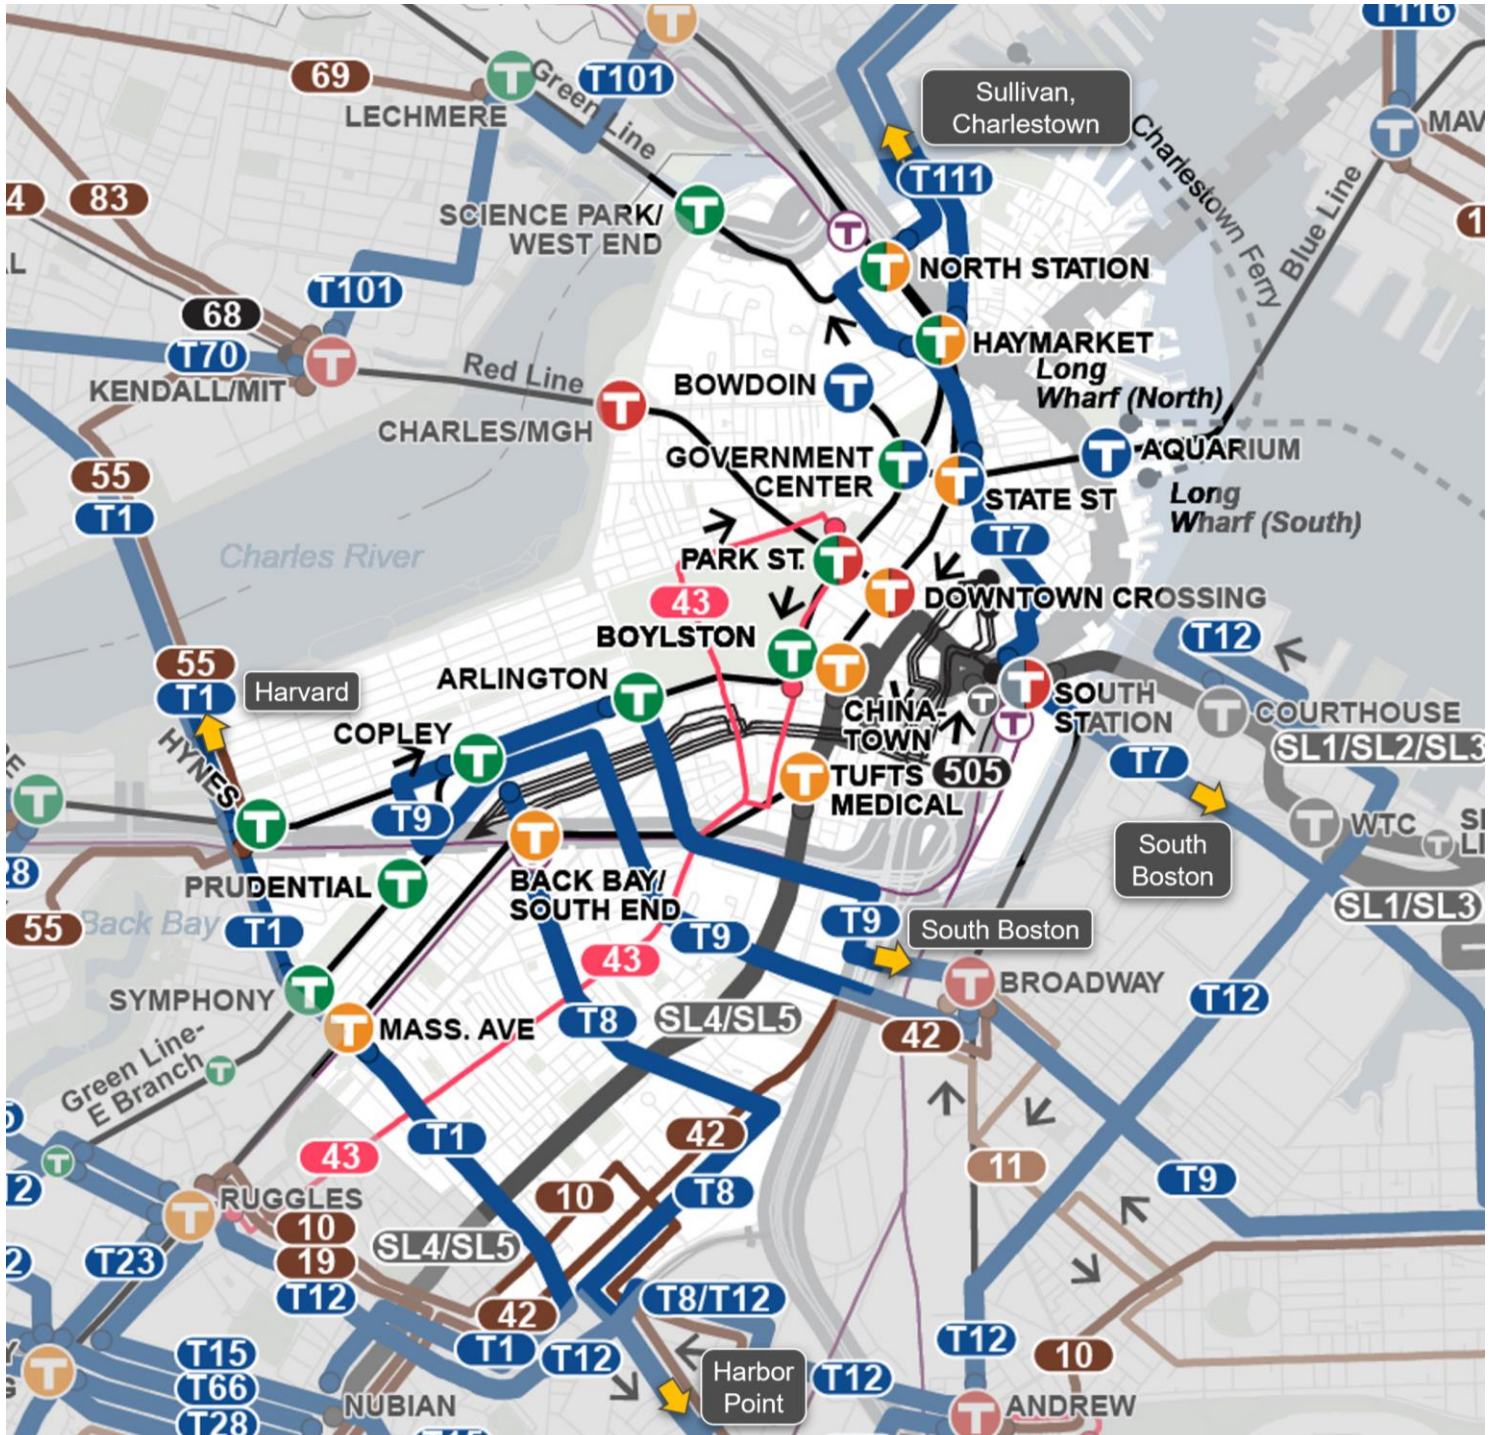 T116
69
T101
Green Line
LECHMERE
Sullivan,
Charlestown
MAV
Charlestown Ferry
Blue Line
T111
4
83
SCIENCE PARK/
WEST END
T
NORTH STATION
1
AL
T101
68
T70
KENDALL/MIT
Red Line
CHARLES/MGH
HAYMARKET
Long
Wharf (North)
BOWDOIN
GOVERNMENT
CENTER
AQUARIUM
STATE ST
Long
Wharf (South)
55
T1
Charles River
T7
PARK ST.
43
DOWNTOWN CROSSING
BOYLSTON
T12
55
T1
Harvard
ARLINGTON
SOUTH
STATION
COURTHOUSE
CHINA-
TOWN
COPLEY
HYNES
SL1/SL2/SL3
T7
505
TUFTS
MEDICAL
T9
WTC
South
Boston
28
PRUDENTIAL
BACK BAY/
SOUTH END
SL1/SL3
55
Back Bay
T1
T9
T9
South Boston
43
BROADWAY
SYMPHONY
T12
MASS. AVE
T8
SL4/SL5
42
Green Line-
E Branch
42
T1
43
11
T9
10
T8
RUGGLES
10
SL4/SL5
19
T23
T12
T8/T12
42
T1
T12
T12
10
T15
T66
T28
Harbor
Point
T12
NUBIAN
ANDREW
T15